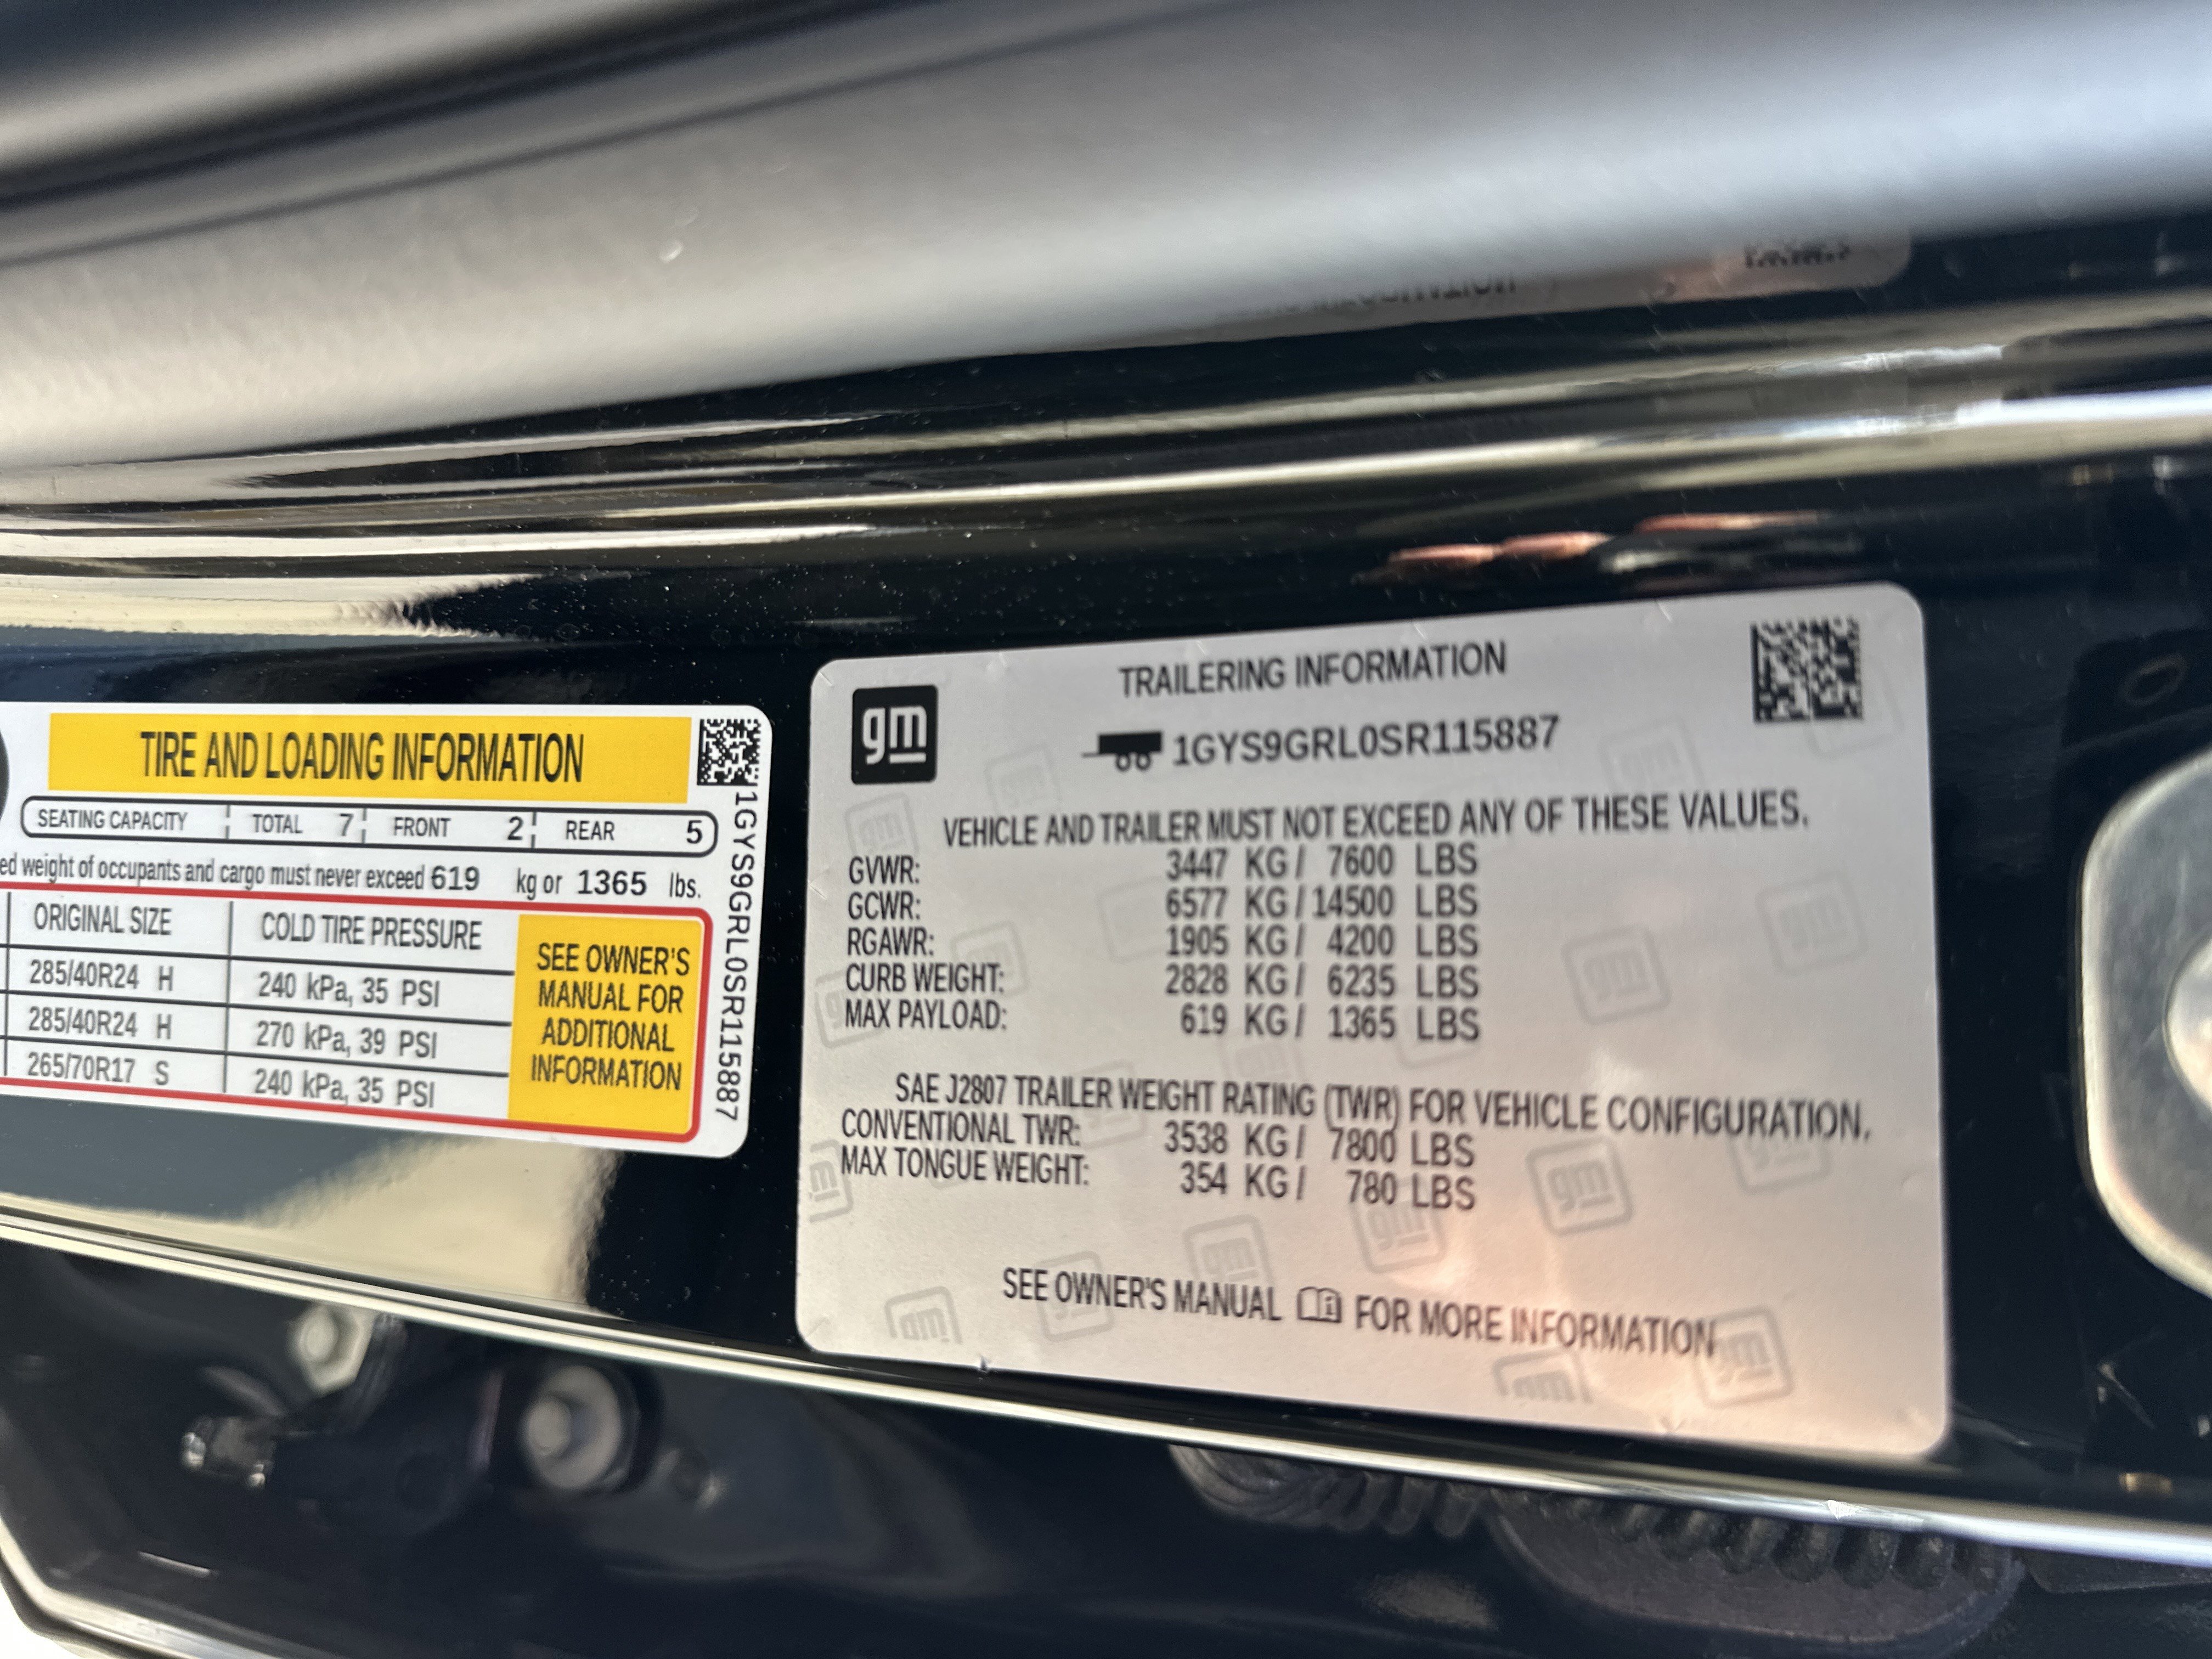 TIRE AND LOADING INFORMATION
SEATING CAPACITY TOTAL 7 FRONT 2 REAR 5
weight of occupants and cargo must never exceed 619 kg or 1365 lbs.
ORIGINAL SIZE COLD TIRE PRESSURE
285/40R24 H 240 kPa, 35 PSI
285/40R24 H 270 kPa, 39 PSI
265/70R17 S 240 kPa, 35 PSI
SEE OWNER'S
MANUAL FOR
ADDITIONAL
INFORMATION
1GYS9GRL0SR115887
gm
TRAILERING INFORMATION
1GYS9GRL0SR115887
VEHICLE AND TRAILER MUST NOT EXCEED ANY OF THESE VALUES.
GVWR: 3447 KG / 7600 LBS
GCWR: 6577 KG / 14500 LBS
RGAWR: 1905 KG / 4200 LBS
CURB WEIGHT: 2828 KG / 6235 LBS
MAX PAYLOAD: 619 KG / 1365 LBS
SAE J2807 TRAILER WEIGHT RATING (TWR) FOR VEHICLE CONFIGURATION.
CONVENTIONAL TWR: 3538 KG / 7800 LBS
MAX TONGUE WEIGHT: 354 KG / 780 LBS
SEE OWNER'S MANUAL FOR MORE INFORMATION